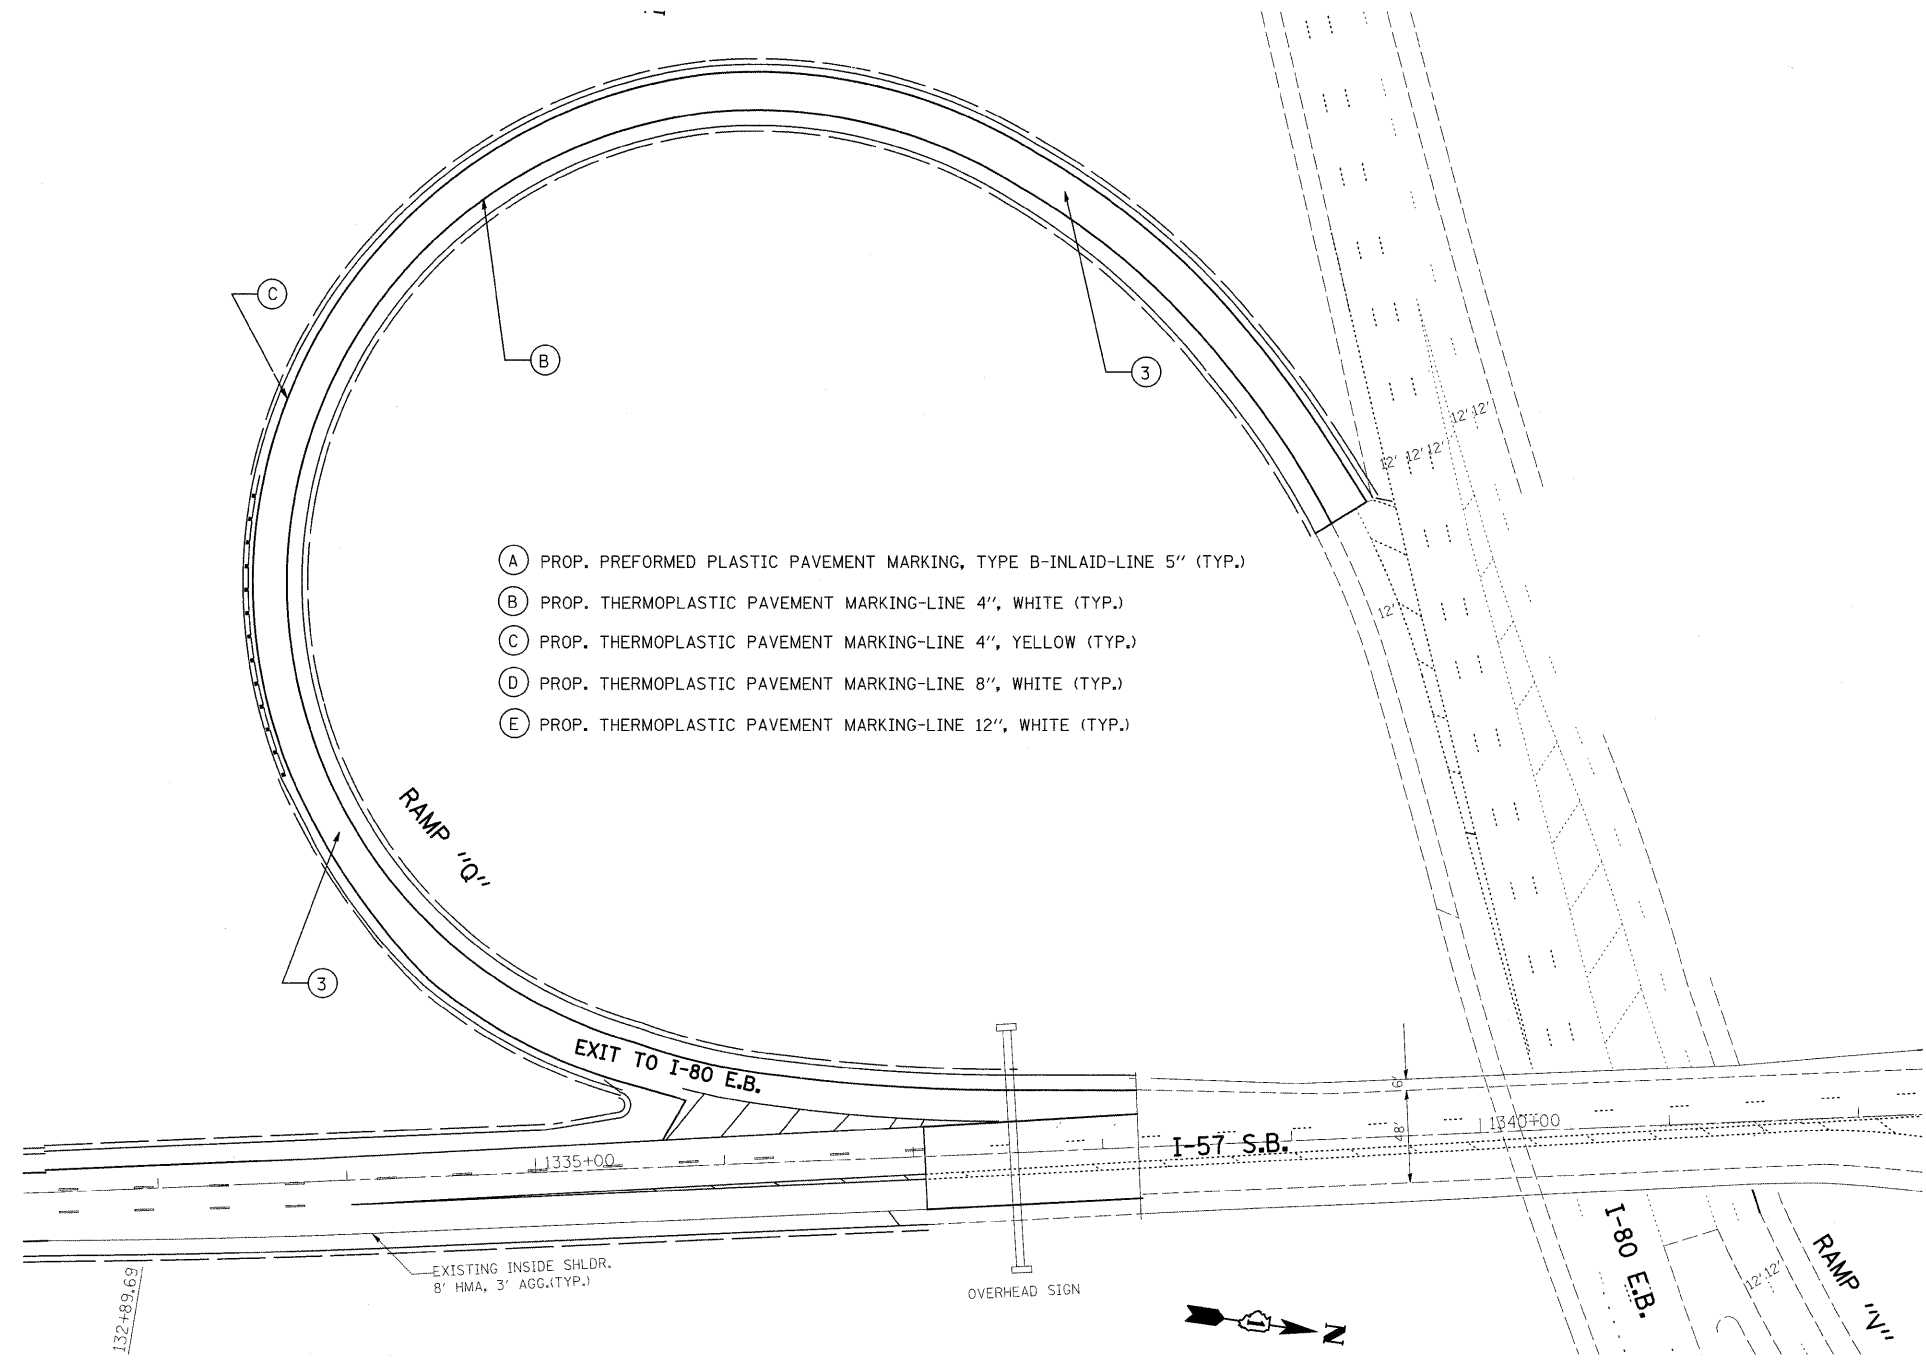 C
B
3
12' 12'
12' 12' 12'
A PROP. PREFORMED PLASTIC PAVEMENT MARKING, TYPE B-INLAID-LINE 5" (TYP.)
B PROP. THERMOPLASTIC PAVEMENT MARKING-LINE 4", WHITE (TYP.)
C PROP. THERMOPLASTIC PAVEMENT MARKING-LINE 4", YELLOW (TYP.)
D PROP. THERMOPLASTIC PAVEMENT MARKING-LINE 8", WHITE (TYP.)
E PROP. THERMOPLASTIC PAVEMENT MARKING-LINE 12", WHITE (TYP.)
12'
RAMP "Q"
3
EXIT TO I-80 E.B.
6'
48'
1335+00
I-57 S.B.
1340+00
EXISTING INSIDE SHLDR.
8' HMA, 3' AGG.(TYP.)
132+89.69
OVERHEAD SIGN
N
I-80 E.B.
12' 12'
RAMP "N"